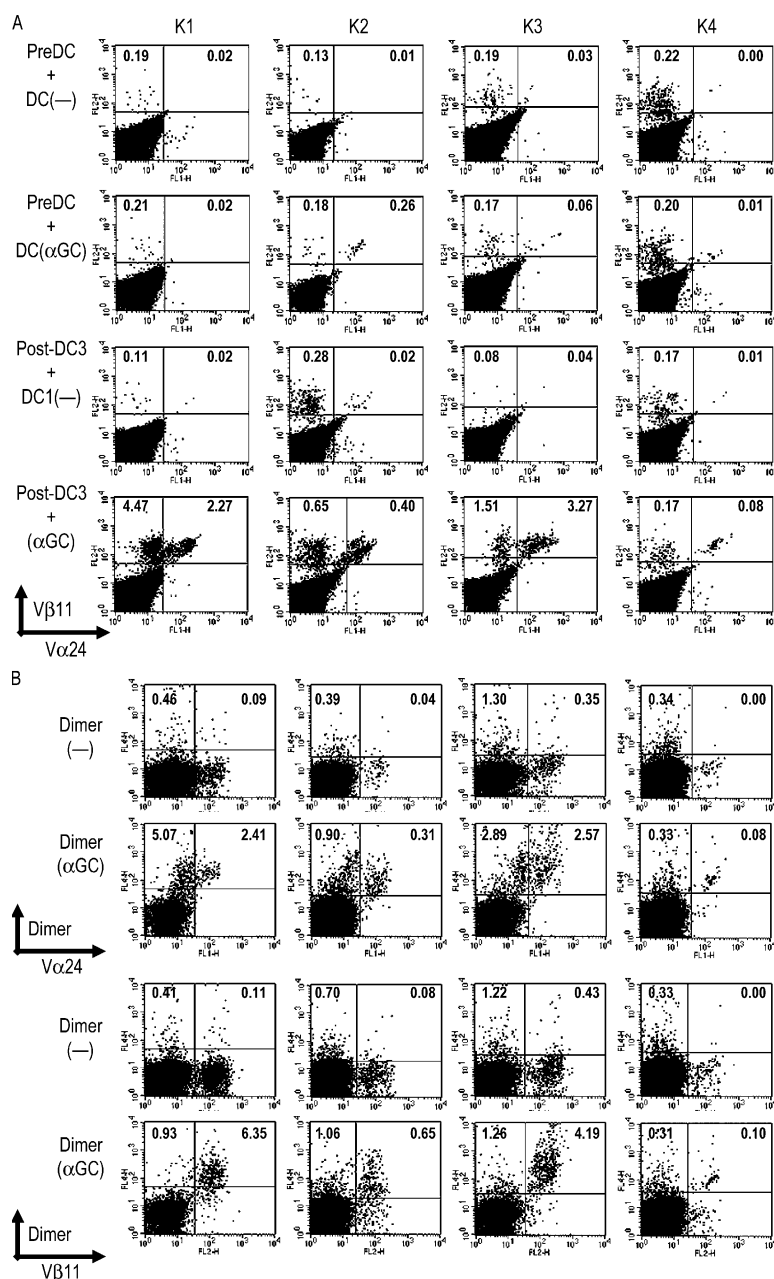 A
K1 K2 K3 K4
PreDC
+
DC(—)
0.19 0.02
0.13 0.01
0.19 0.03
0.22 0.00
PreDC
+
DC(αGC)
0.21 0.02
0.18 0.26
0.17 0.06
0.20 0.01
Post-DC3
+
DC1(—)
0.11 0.02
0.28 0.02
0.08 0.04
0.17 0.01
Post-DC3
+
(αGC)
4.47 2.27
0.65 0.40
1.51 3.27
0.17 0.08
FL2-H
FL1-H
Vβ11
Vα24
B
Dimer
(—)
0.46 0.09
0.39 0.04
1.30 0.35
0.34 0.00
Dimer
(αGC)
5.07 2.41
0.90 0.31
2.89 2.57
0.33 0.08
FL4-H
FL1-H
Dimer
Vα24
Dimer
(—)
0.41 0.11
0.70 0.08
1.22 0.43
0.33 0.00
Dimer
(αGC)
0.93 6.35
1.06 0.65
1.26 4.19
0.31 0.10
FL4-H
FL2-H
Dimer
Vβ11